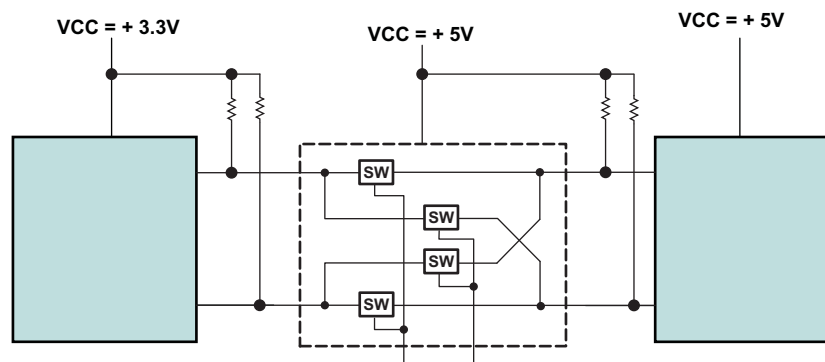 VCC = + 3.3V
VCC = + 5V
VCC = + 5V
SW
SW
SW
SW